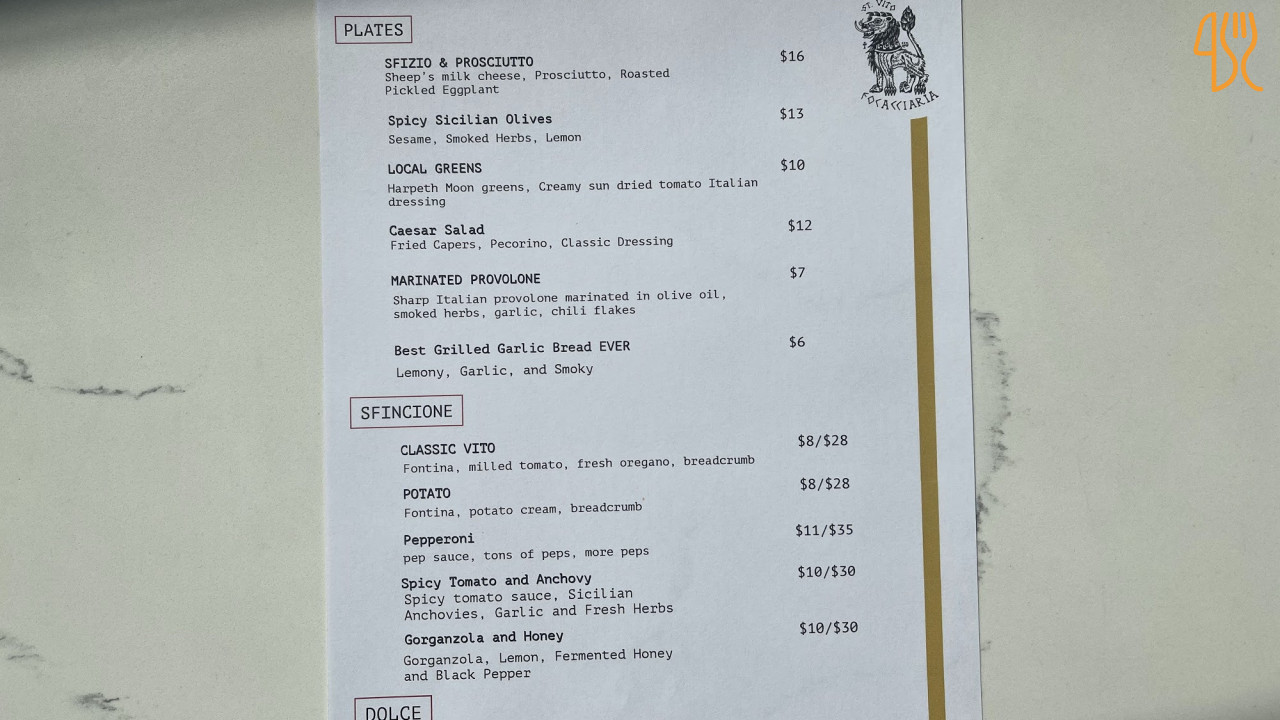 ST. VITO
FOCACCIARIA
PLATES
SFIZIO & PROSCIUTTO $16
Sheep's milk cheese, Prosciutto, Roasted
Pickled Eggplant
Spicy Sicilian Olives $13
Sesame, Smoked Herbs, Lemon
LOCAL GREENS $10
Harpeth Moon greens, Creamy sun dried tomato Italian
dressing
Caesar Salad $12
Fried Capers, Pecorino, Classic Dressing
MARINATED PROVOLONE $7
Sharp Italian provolone marinated in olive oil,
smoked herbs, garlic, chili flakes
Best Grilled Garlic Bread EVER $6
Lemony, Garlic, and Smoky
SFINCIONE
CLASSIC VITO $8/$28
Fontina, milled tomato, fresh oregano, breadcrumb
POTATO $8/$28
Fontina, potato cream, breadcrumb
Pepperoni $11/$35
pep sauce, tons of peps, more peps
Spicy Tomato and Anchovy $10/$30
Spicy tomato sauce, Sicilian
Anchovies, Garlic and Fresh Herbs
Gorganzola and Honey $10/$30
Gorganzola, Lemon, Fermented Honey
and Black Pepper
DOLCE